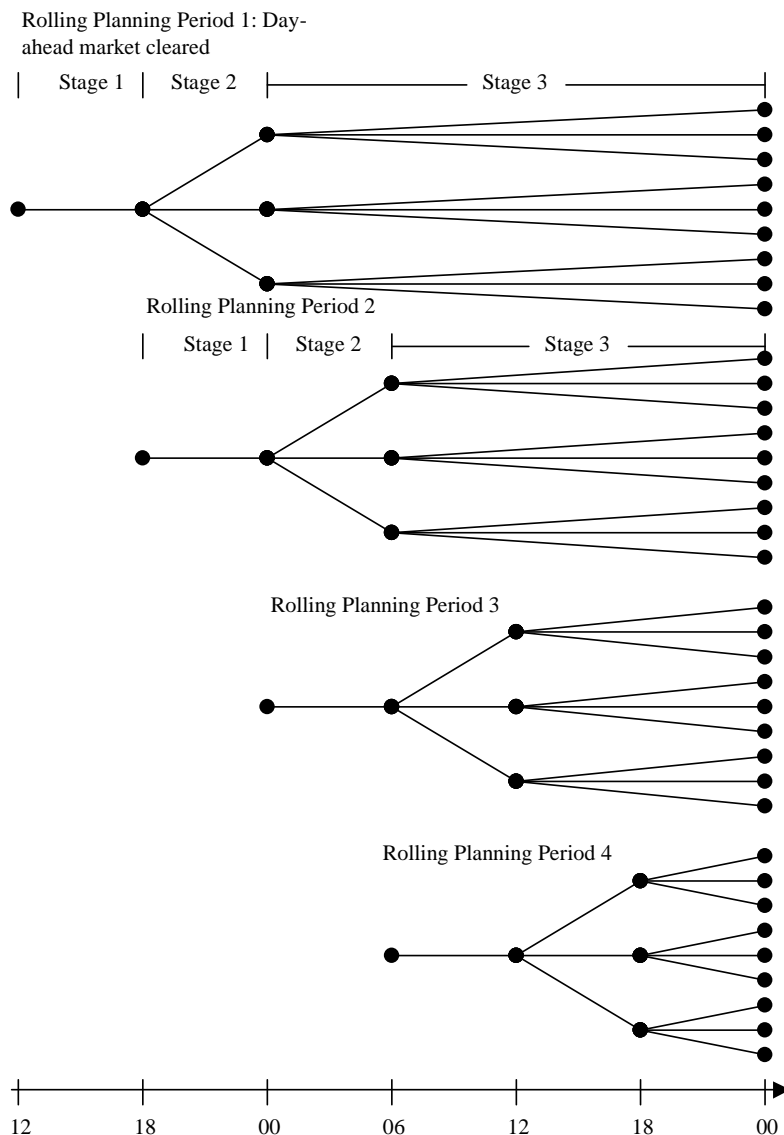 Rolling Planning Period 1: Day-
ahead market cleared
Stage 1 Stage 2 Stage 3
Rolling Planning Period 2
Stage 1 Stage 2 Stage 3
Rolling Planning Period 3
Rolling Planning Period 4
12 18 00 06 12 18 00